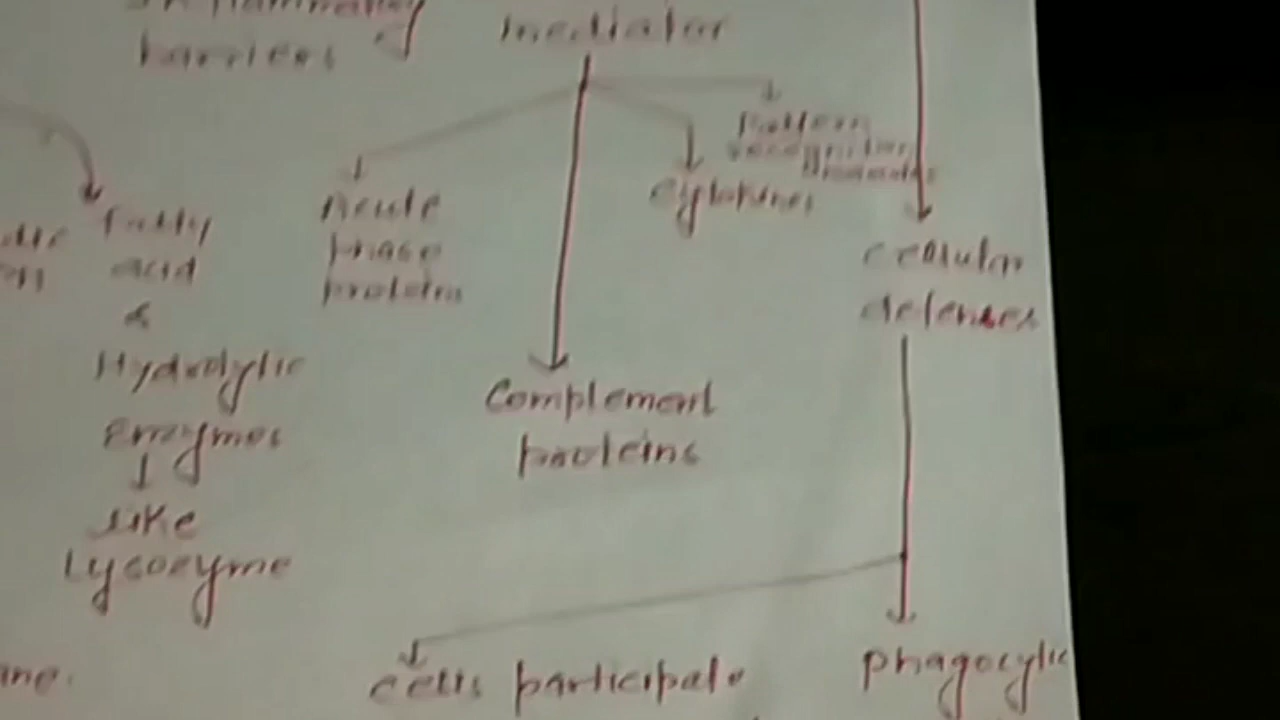 Inflammatory
barriers
mediator
Pattern
recognition
Acute
phase
proteins
cytokines
Fatty
acid
&
Hydrolytic
Enzymes
like
Lysozyme
Complement
proteins
cellular
defenses
cells participate
phagocytic